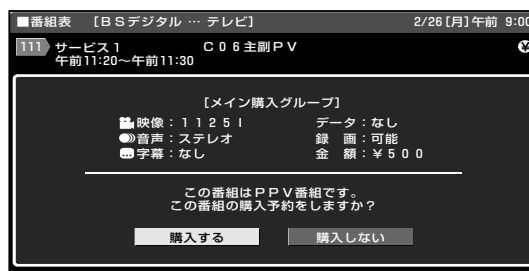 ■番組表 [BSデジタル … テレビ] 2/26[月]午前 9:00
111 サービス1 C06主副PV ¥
午前11:20~午前11:30
[メイン購入グループ]
映像：1125I データ：なし
音声：ステレオ 録 画：可能
字幕：なし 金 額：¥500
この番組はPPV番組です。
この番組の購入予約をしますか？
購入する 購入しない